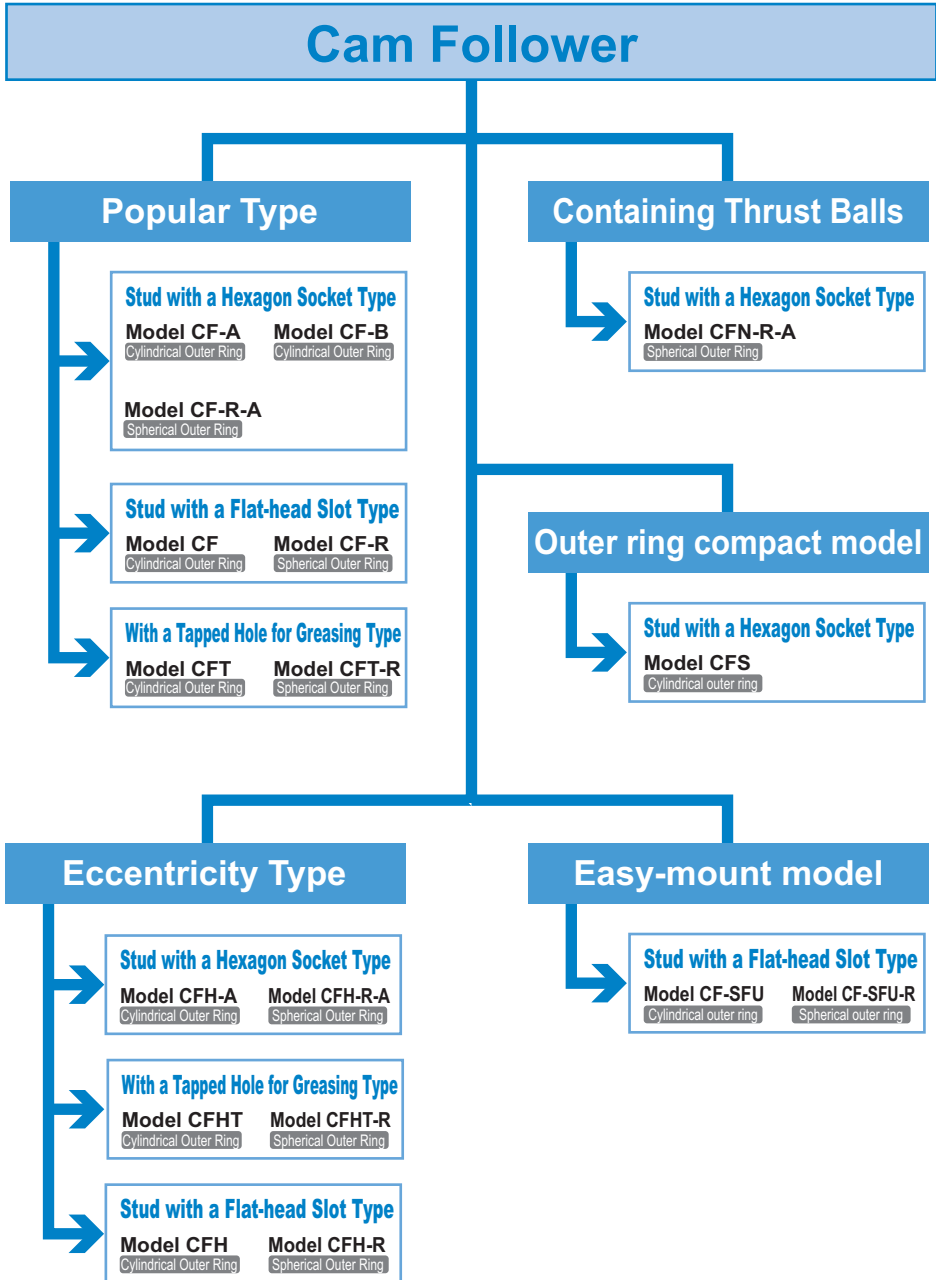 Cam Follower
Popular Type
Stud with a Hexagon Socket Type
Model CF-A Model CF-B
Cylindrical Outer Ring Cylindrical Outer Ring
Model CF-R-A
Spherical Outer Ring
Stud with a Flat-head Slot Type
Model CF Model CF-R
Cylindrical Outer Ring Spherical Outer Ring
With a Tapped Hole for Greasing Type
Model CFT Model CFT-R
Cylindrical Outer Ring Spherical Outer Ring
Containing Thrust Balls
Stud with a Hexagon Socket Type
Model CFN-R-A
Spherical Outer Ring
Outer ring compact model
Stud with a Hexagon Socket Type
Model CFS
Cylindrical outer ring
Eccentricity Type
Stud with a Hexagon Socket Type
Model CFH-A Model CFH-R-A
Cylindrical Outer Ring Spherical Outer Ring
With a Tapped Hole for Greasing Type
Model CFHT Model CFHT-R
Cylindrical Outer Ring Spherical Outer Ring
Stud with a Flat-head Slot Type
Model CFH Model CFH-R
Cylindrical Outer Ring Spherical Outer Ring
Easy-mount model
Stud with a Flat-head Slot Type
Model CF-SFU Model CF-SFU-R
Cylindrical outer ring Spherical outer ring